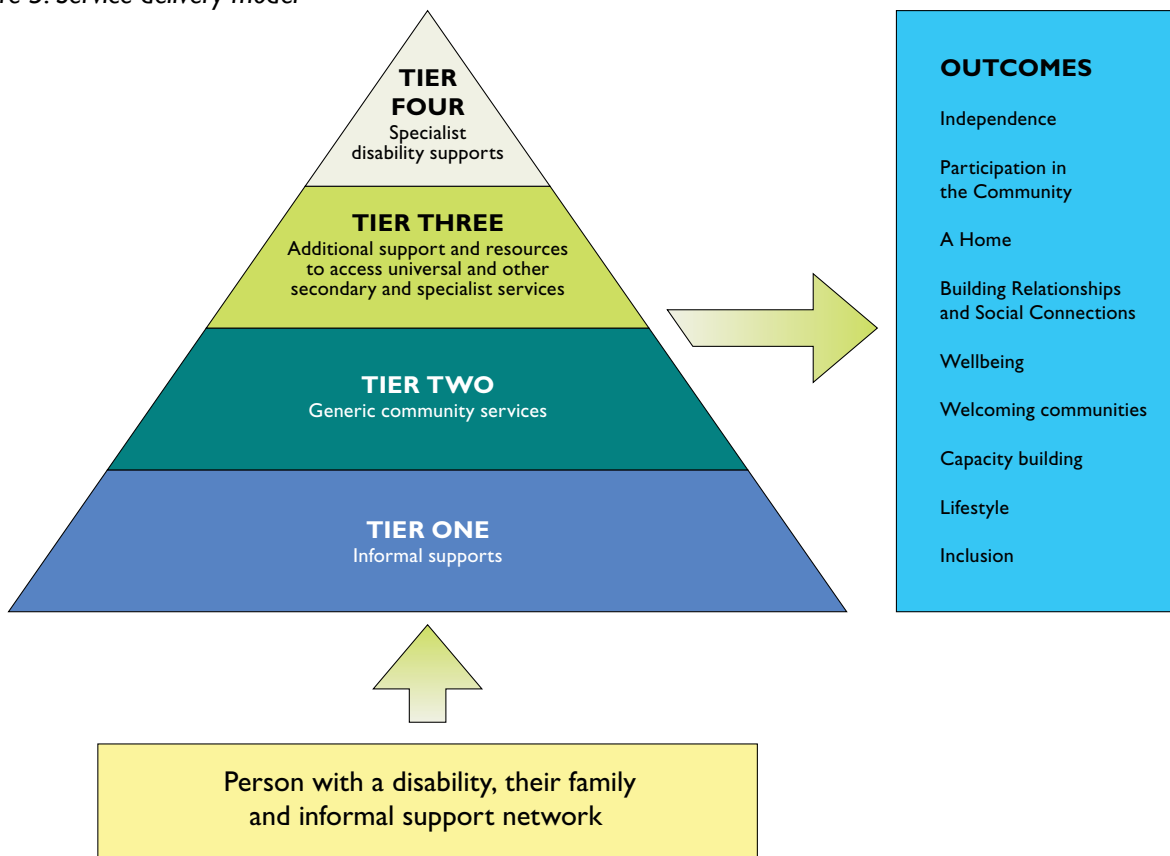 Service delivery model
TIER
FOUR
Specialist
disability supports
TIER THREE
Additional support and resources
to access universal and other
secondary and specialist services
TIER TWO
Generic community services
TIER ONE
Informal supports
Person with a disability, their family
and informal support network
OUTCOMES
Independence
Participation in
the Community
A Home
Building Relationships
and Social Connections
Wellbeing
Welcoming communities
Capacity building
Lifestyle
Inclusion